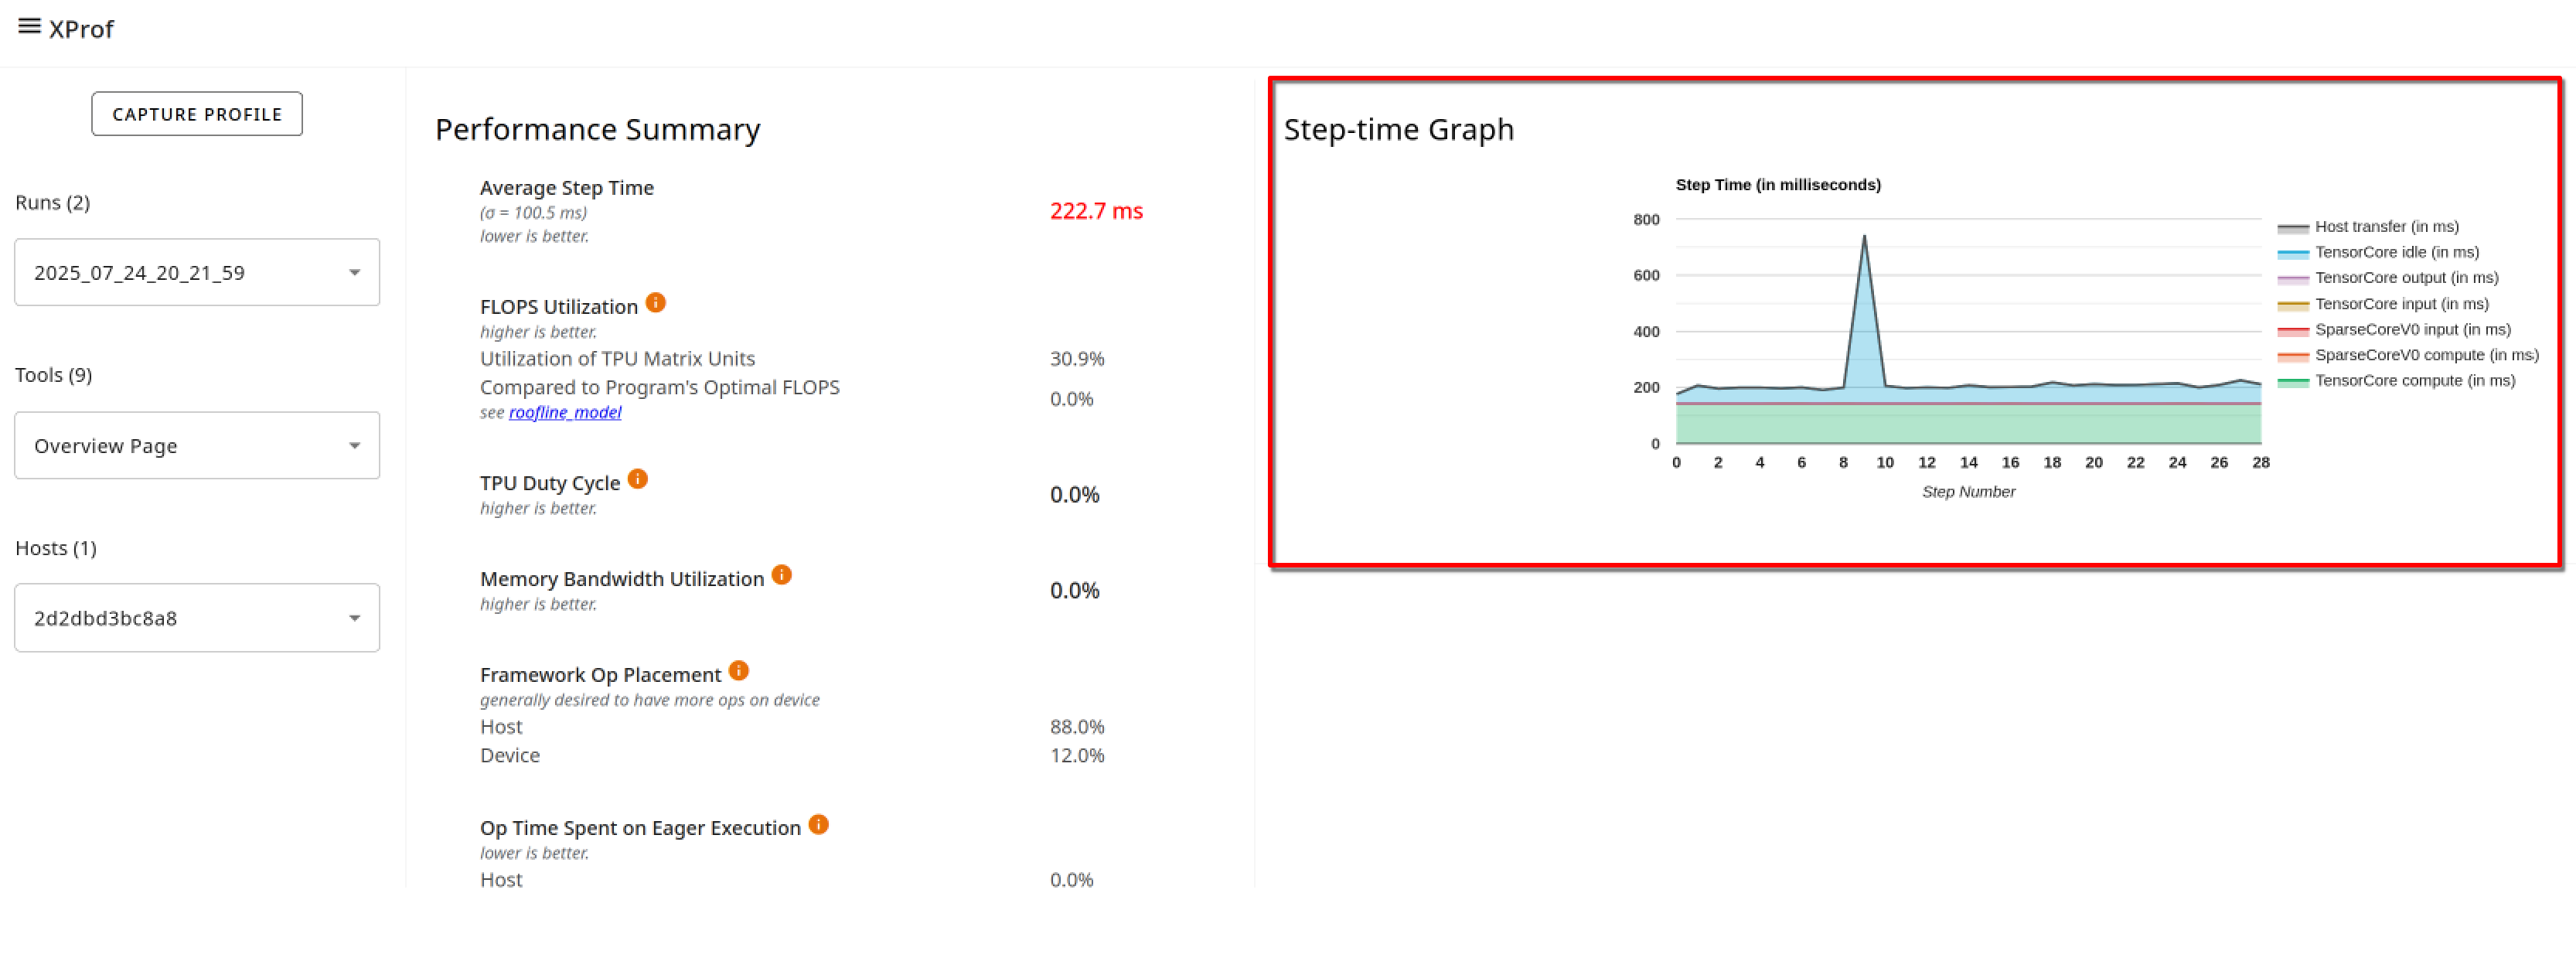 XProf
CAPTURE PROFILE
Runs (2)
2025_07_24_20_21_59
Tools (9)
Overview Page
Hosts (1)
2d2dbd3bc8a8
Performance Summary
Average Step Time
(σ = 100.5 ms)
lower is better.
222.7 ms
FLOPS Utilization
higher is better.
Utilization of TPU Matrix Units 30.9%
Compared to Program's Optimal FLOPS
see roofline_model
0.0%
TPU Duty Cycle
higher is better.
0.0%
Memory Bandwidth Utilization
higher is better.
0.0%
Framework Op Placement
generally desired to have more ops on device
Host 88.0%
Device 12.0%
Op Time Spent on Eager Execution
lower is better.
Host 0.0%
Step-time Graph
Step Time (in milliseconds)
800
600
400
200
0
0 2 4 6 8 10 12 14 16 18 20 22 24 26 28
Step Number
Host transfer (in ms)
TensorCore idle (in ms)
TensorCore output (in ms)
TensorCore input (in ms)
SparseCoreV0 input (in ms)
SparseCoreV0 compute (in ms)
TensorCore compute (in ms)